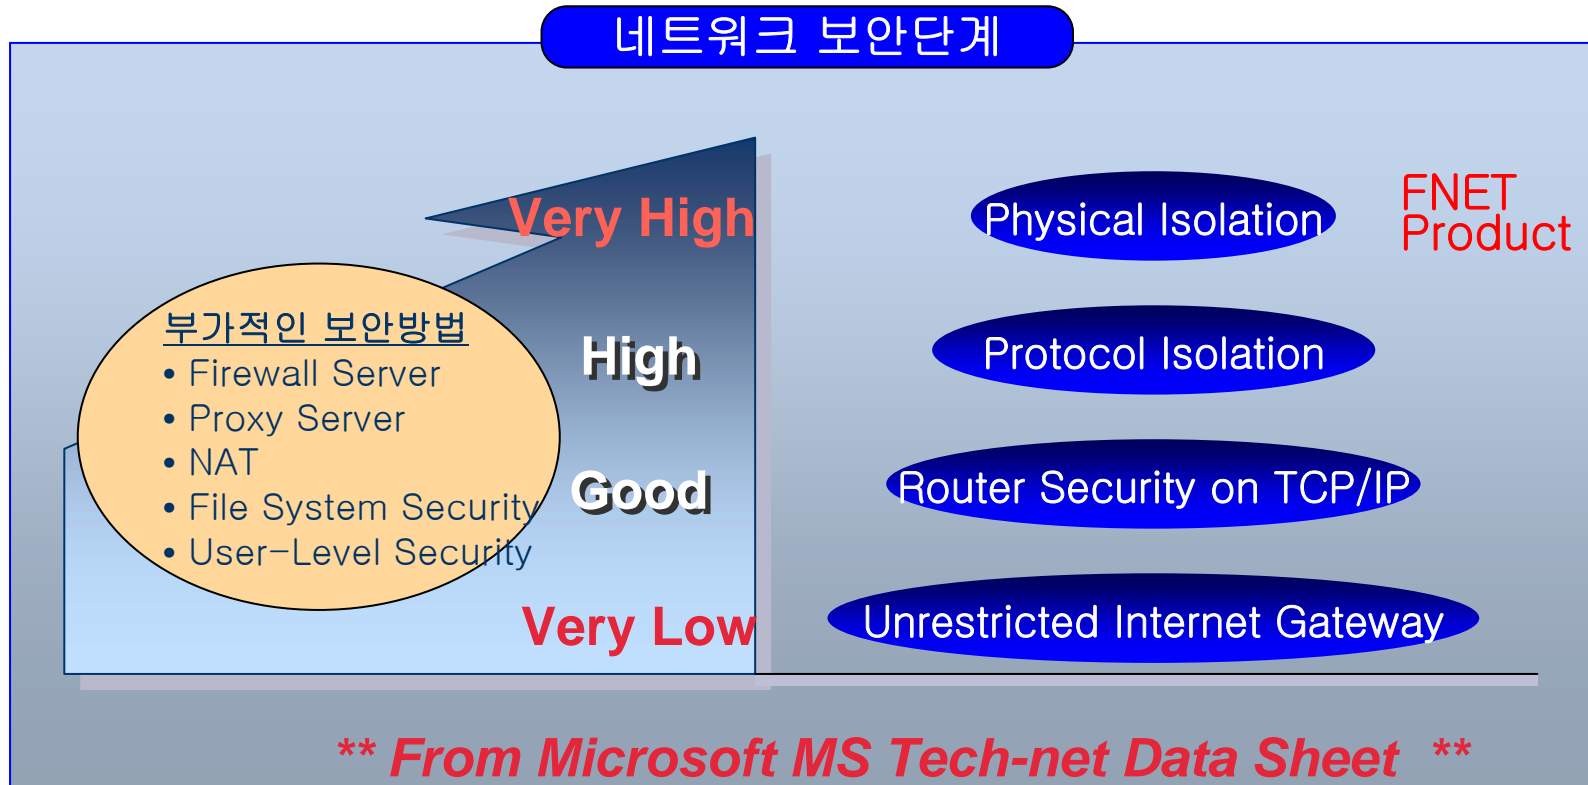 네트워크 보안단계
Very High
Physical Isolation
FNET
Product
부가적인 보안방법
• Firewall Server
• Proxy Server
• NAT
• File System Security
• User-Level Security
High
Protocol Isolation
Good
Router Security on TCP/IP
Very Low
Unrestricted Internet Gateway
** From Microsoft MS Tech-net Data Sheet **